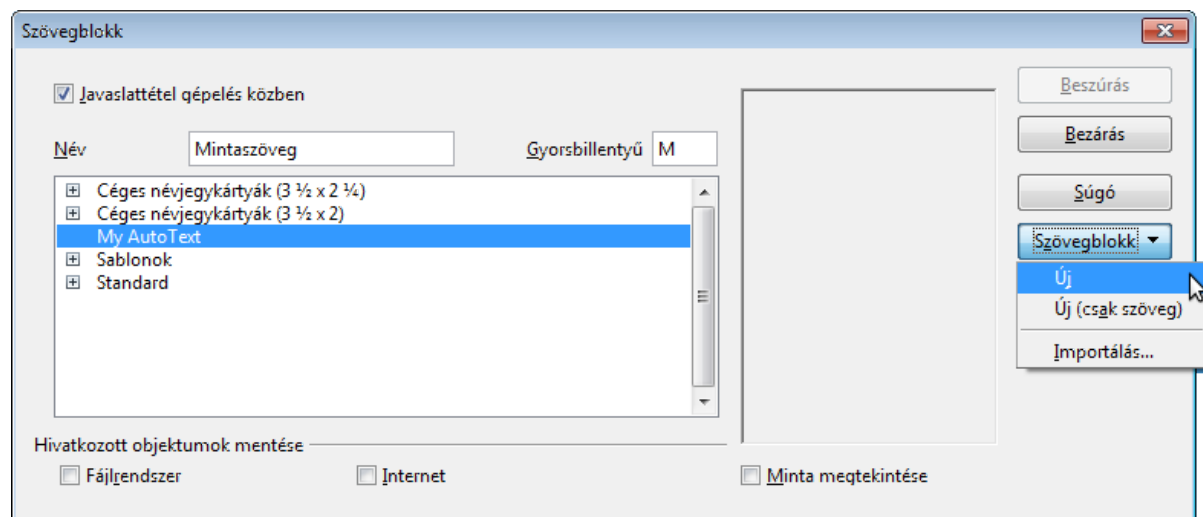 Szövegblokk
Javaslattétel gépelés közben
Név Mintaszöveg Gyorsbillentyű M
Céges névjegykártyák (3 ½ x 2 ¼)
Céges névjegykártyák (3 ½ x 2)
My AutoText
Sablonok
Standard
Hivatkozott objektumok mentése
Fájlrendszer Internet Minta megtekintése
Beszúrás
Bezárás
Súgó
Szövegblokk
Új
Új (csak szöveg)
Importálás...